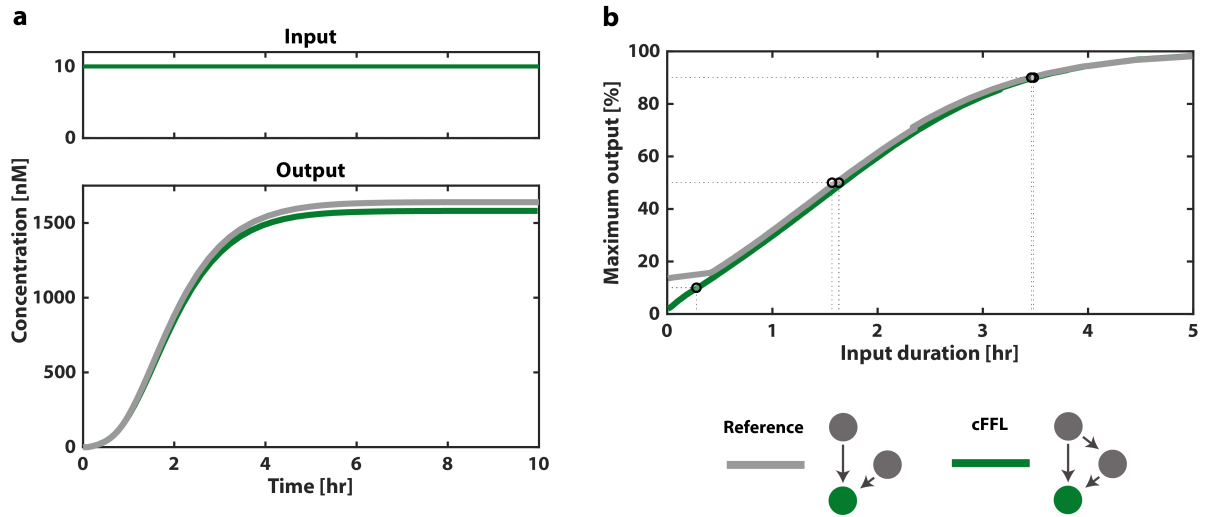 a
Input
10
0
Output
Concentration [nM]
1500
1000
500
0
0 2 4 6 8 10
Time [hr]
b
Maximum output [%]
100
80
60
40
20
0
0 1 2 3 4 5
Input duration [hr]
Reference
cFFL